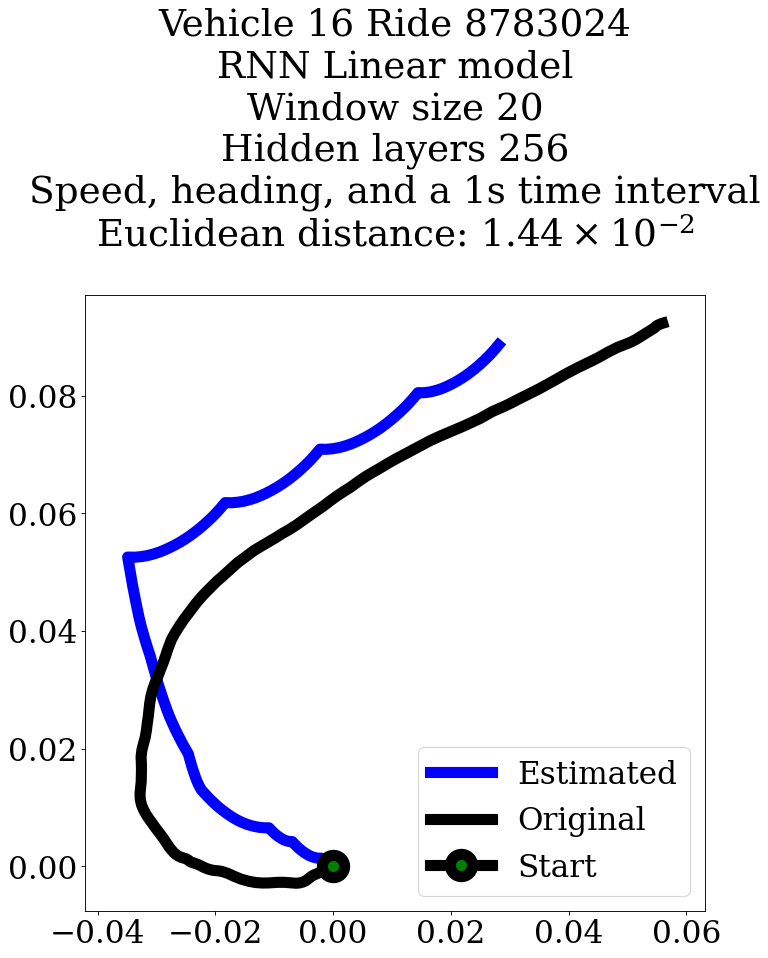 Vehicle 16 Ride 8783024
RNN Linear model
Window size 20
Hidden layers 256
Speed, heading, and a 1s time interval
Euclidean distance: 1.44 × 10⁻²
0.08
0.06
0.04
0.02
0.00
Estimated
Original
Start
−0.04 −0.02 0.00 0.02 0.04 0.06